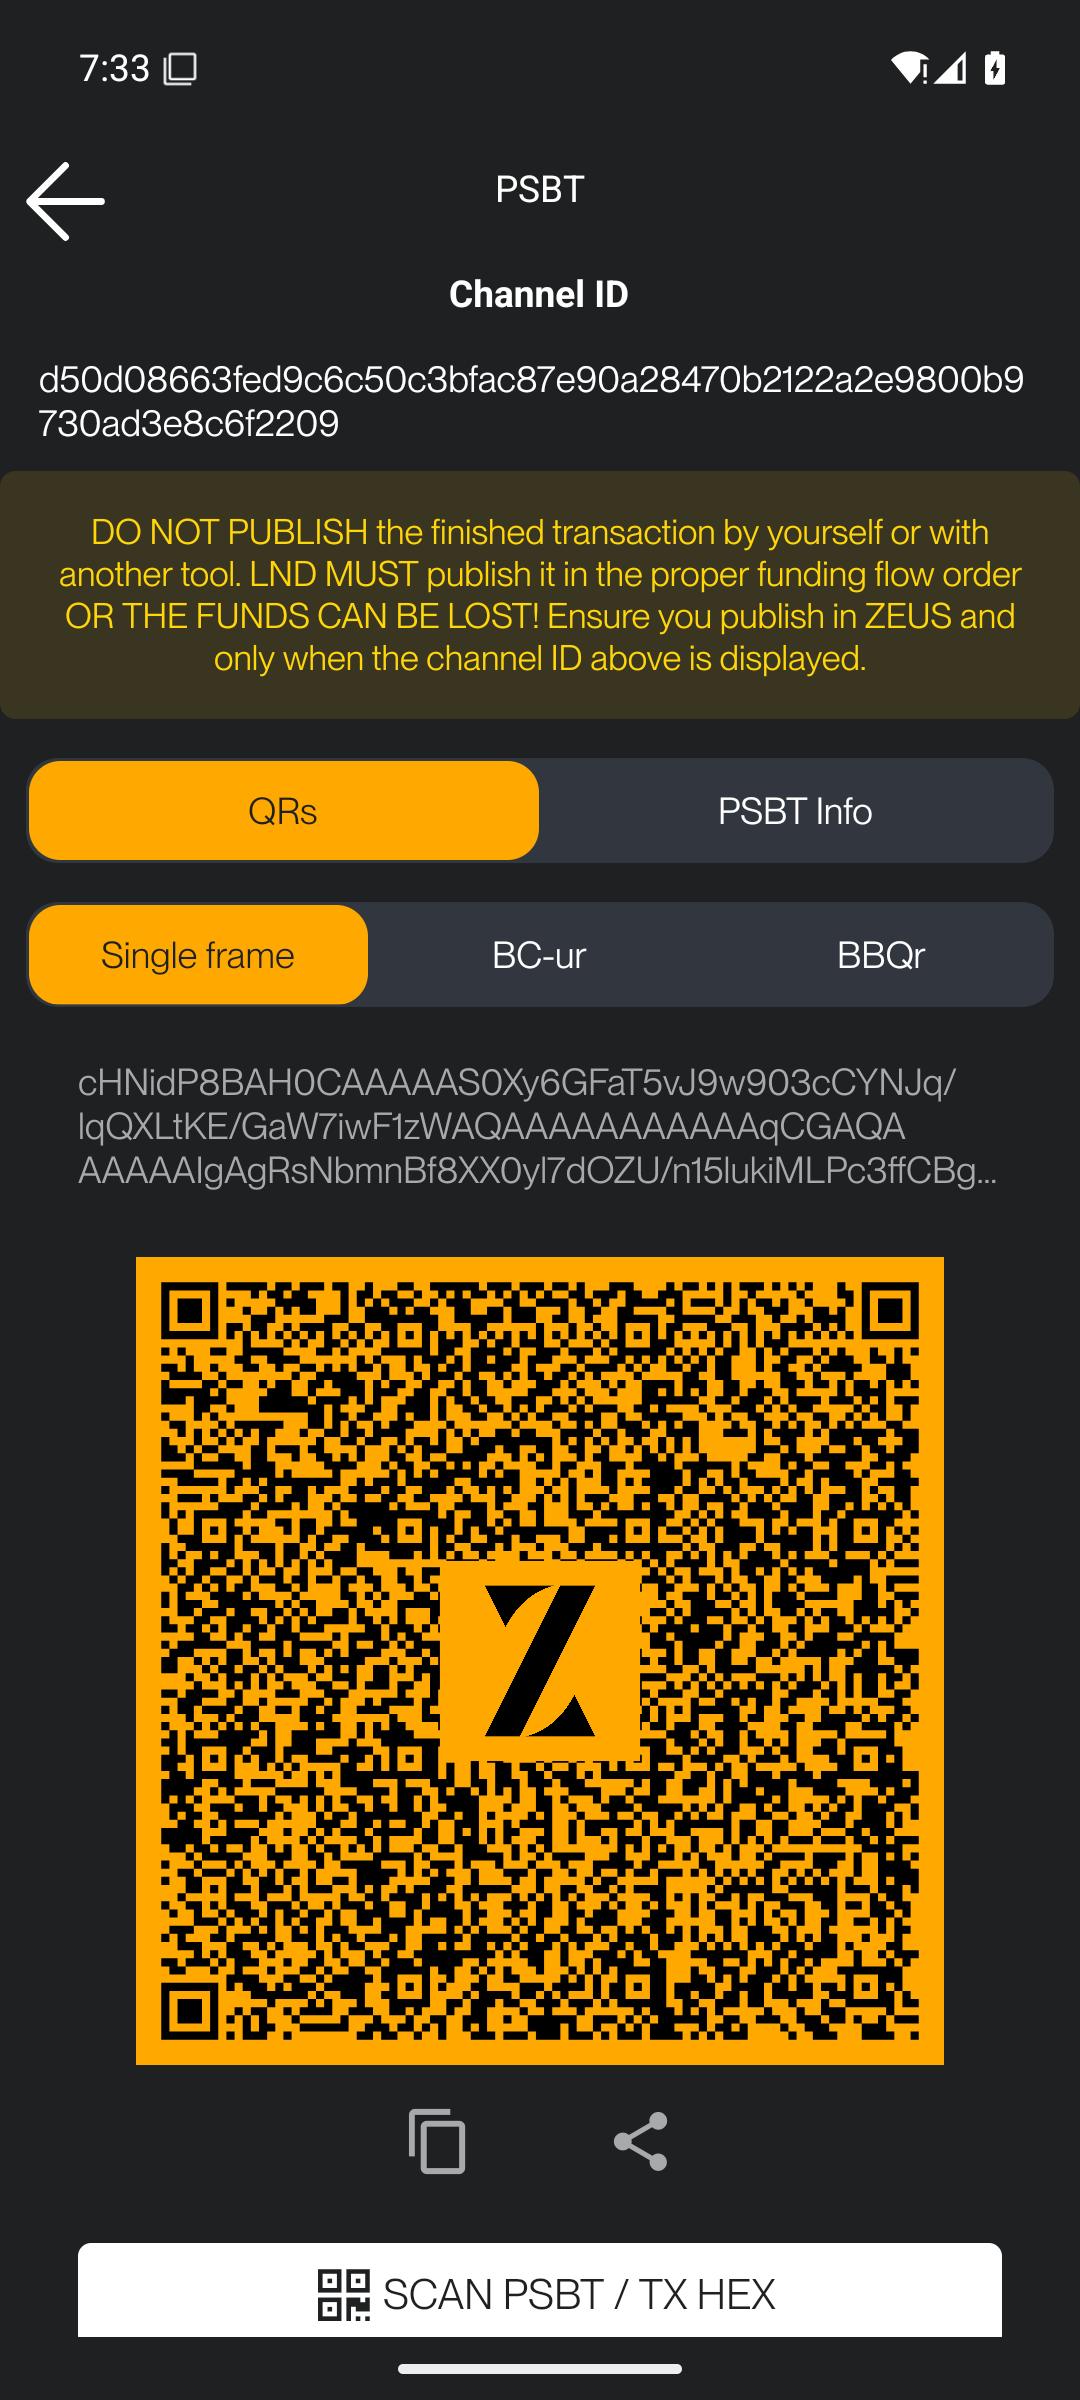 7:33
PSBT
Channel ID
d50d08663fed9c6c50c3bfac87e90a28470b2122a2e9800b9
730ad3e8c6f2209
DO NOT PUBLISH the finished transaction by yourself or with
another tool. LND MUST publish it in the proper funding flow order
OR THE FUNDS CAN BE LOST! Ensure you publish in ZEUS and
only when the channel ID above is displayed.
QRs
PSBT Info
Single frame
BC-ur
BBQr
cHNidP8BAH0CAAAAAS0Xy6GFaT5vJ9w903cCYNJq/
lqQXLtKE/GaW7iwF1zWAQAAAAAAAAAAAqCGAQA
AAAAAIgAgRsNbmnBf8XX0yl7dOZU/n15lukiMLPc3ffCBg...
SCAN PSBT / TX HEX